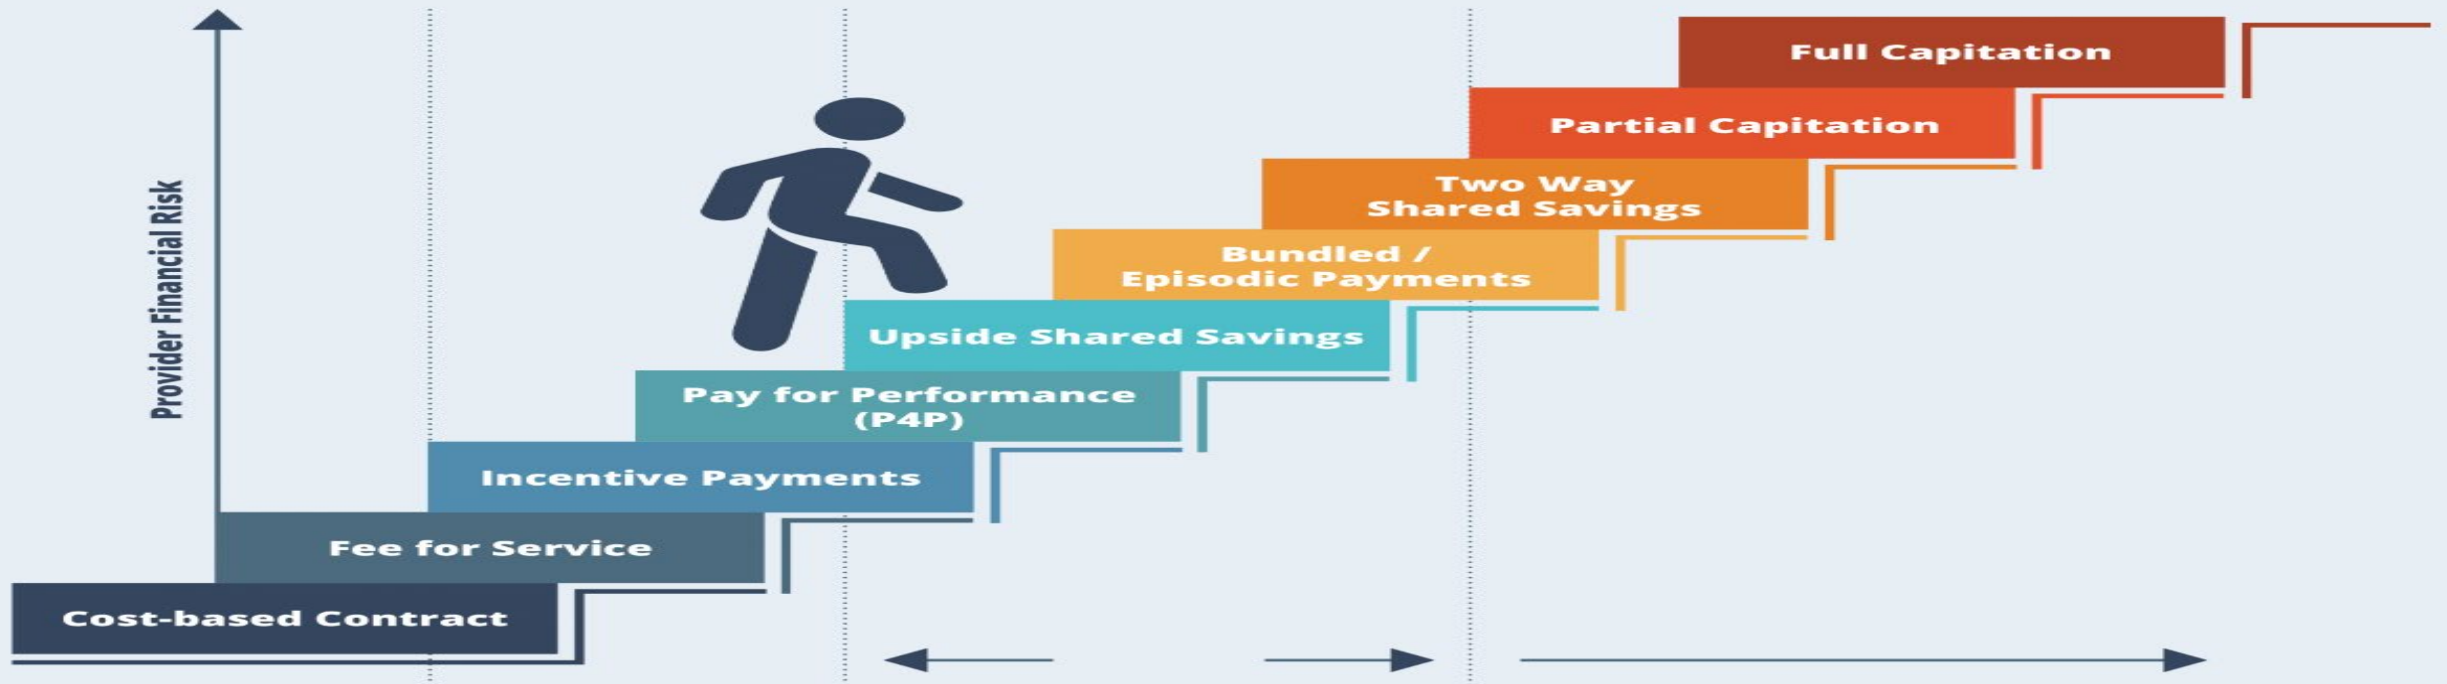 Full Capitation
Partial Capitation
Two Way
Shared Savings
Bundled /
Episodic Payments
Upside Shared Savings
Pay for Performance
(P4P)
Incentive Payments
Fee for Service
Cost-based Contract
Provider Financial Risk